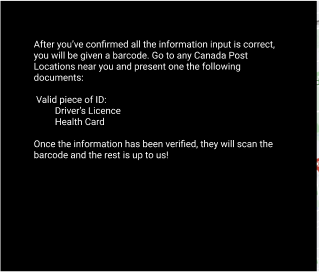 After you've confirmed all the information input is correct,
you will be given a barcode. Go to any Canada Post
Locations near you and present one the following
documents:
Valid piece of ID:
Driver's Licence
Health Card
Once the information has been verified, they will scan the
barcode and the rest is up to us!